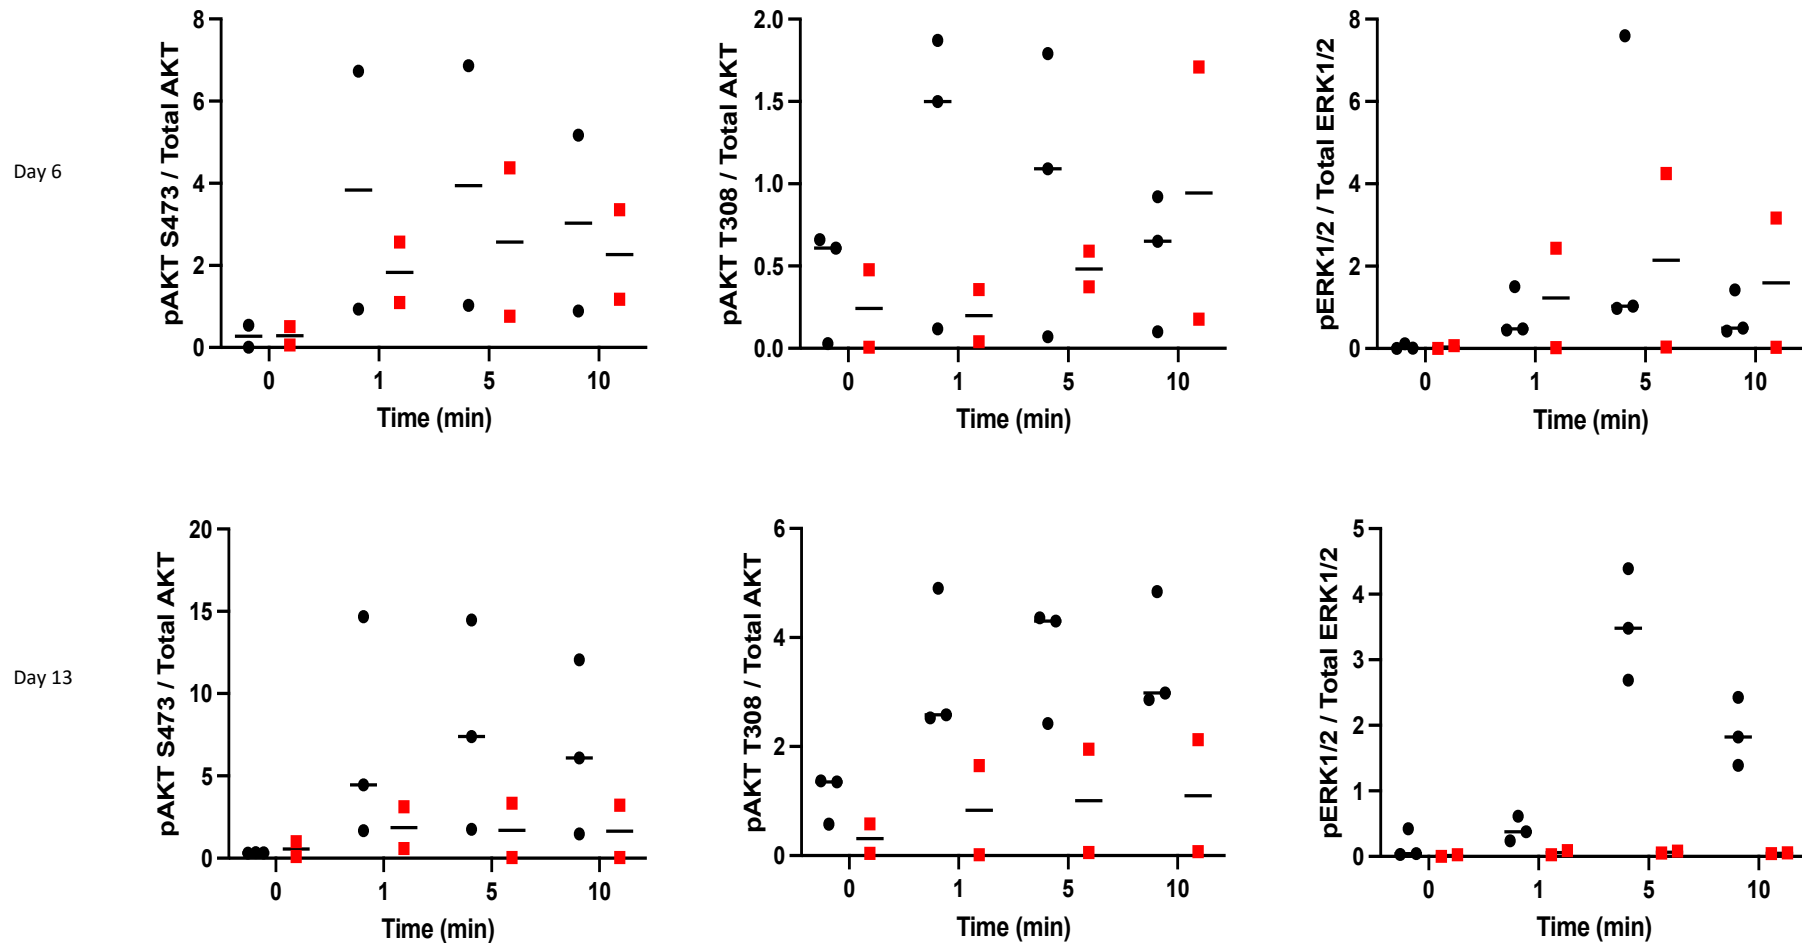 Day 6
pAKT S473 / Total AKT
8
6
4
2
0
0 1 5 10
Time (min)
pAKT T308 / Total AKT
2.0
1.5
1.0
0.5
0.0
0 1 5 10
Time (min)
pERK1/2 / Total ERK1/2
8
6
4
2
0
0 1 5 10
Time (min)
Day 13
pAKT S473 / Total AKT
20
15
10
5
0
0 1 5 10
Time (min)
pAKT T308 / Total AKT
6
4
2
0
0 1 5 10
Time (min)
pERK1/2 / Total ERK1/2
5
4
3
2
1
0
0 1 5 10
Time (min)